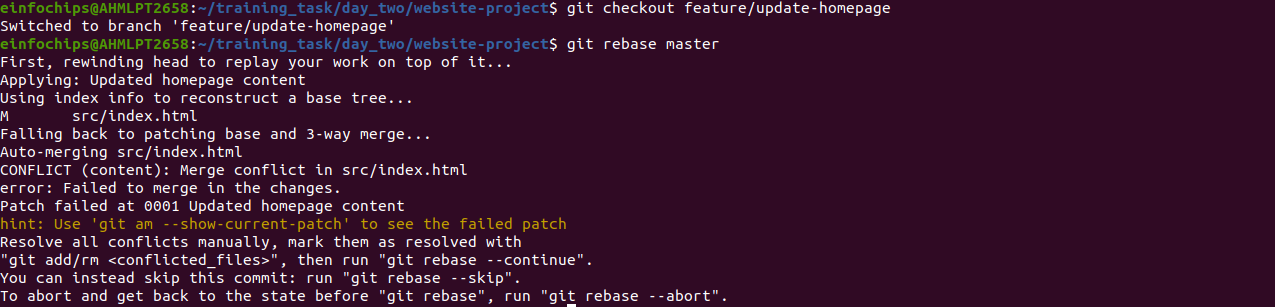 einfochips@AHMLPT2658:~/training_task/day_two/website-project$ git checkout feature/update-homepage
Switched to branch 'feature/update-homepage'
einfochips@AHMLPT2658:~/training_task/day_two/website-project$ git rebase master
First, rewinding head to replay your work on top of it...
Applying: Updated homepage content
Using index info to reconstruct a base tree...
M       src/index.html
Falling back to patching base and 3-way merge...
Auto-merging src/index.html
CONFLICT (content): Merge conflict in src/index.html
error: Failed to merge in the changes.
Patch failed at 0001 Updated homepage content
hint: Use 'git am --show-current-patch' to see the failed patch
Resolve all conflicts manually, mark them as resolved with
"git add/rm <conflicted_files>", then run "git rebase --continue".
You can instead skip this commit: run "git rebase --skip".
To abort and get back to the state before "git rebase", run "git rebase --abort".